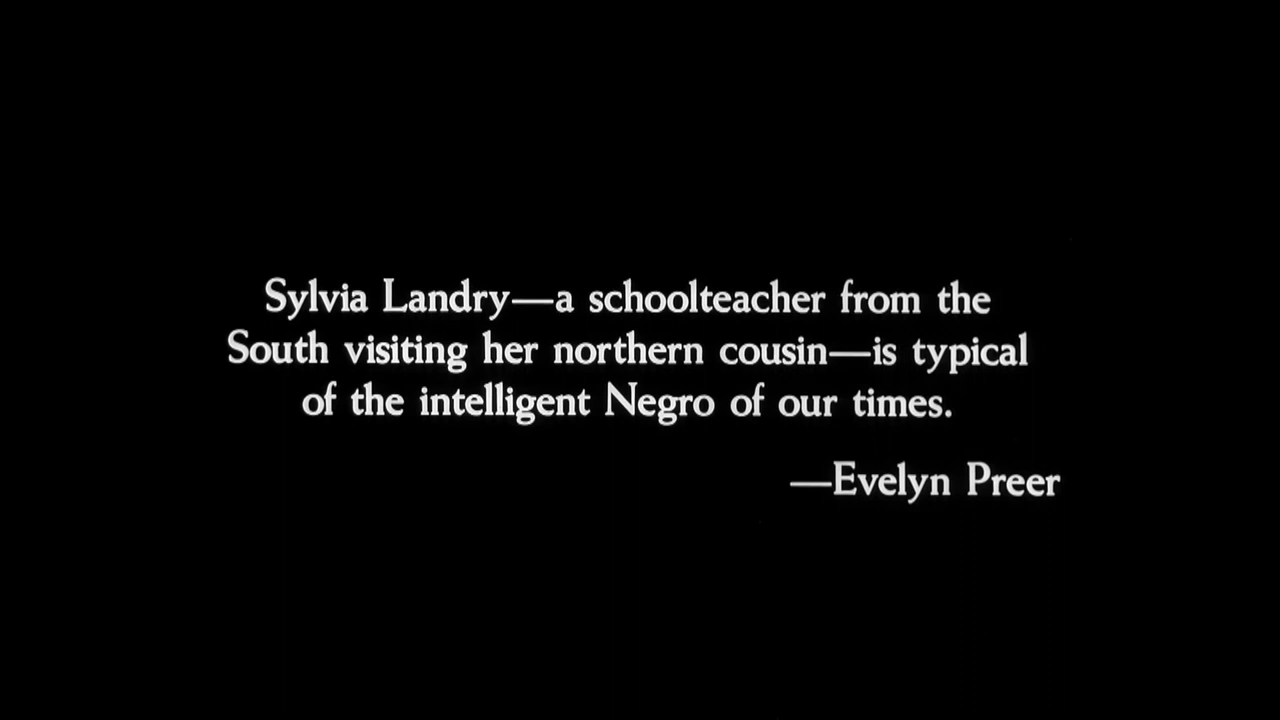 Sylvia Landry—a schoolteacher from the
South visiting her northern cousin—is typical
of the intelligent Negro of our times.
—Evelyn Preer